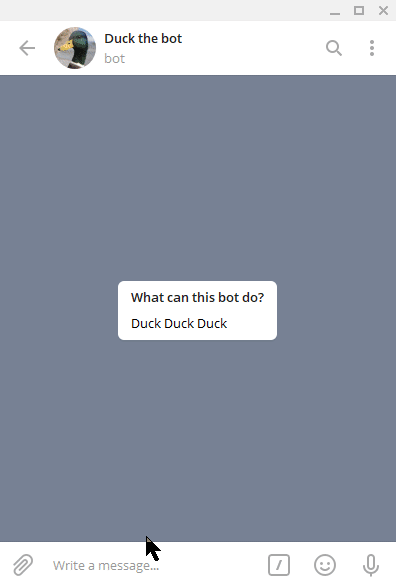 Duck the bot
bot
What can this bot do?
Duck Duck Duck
Write a message...